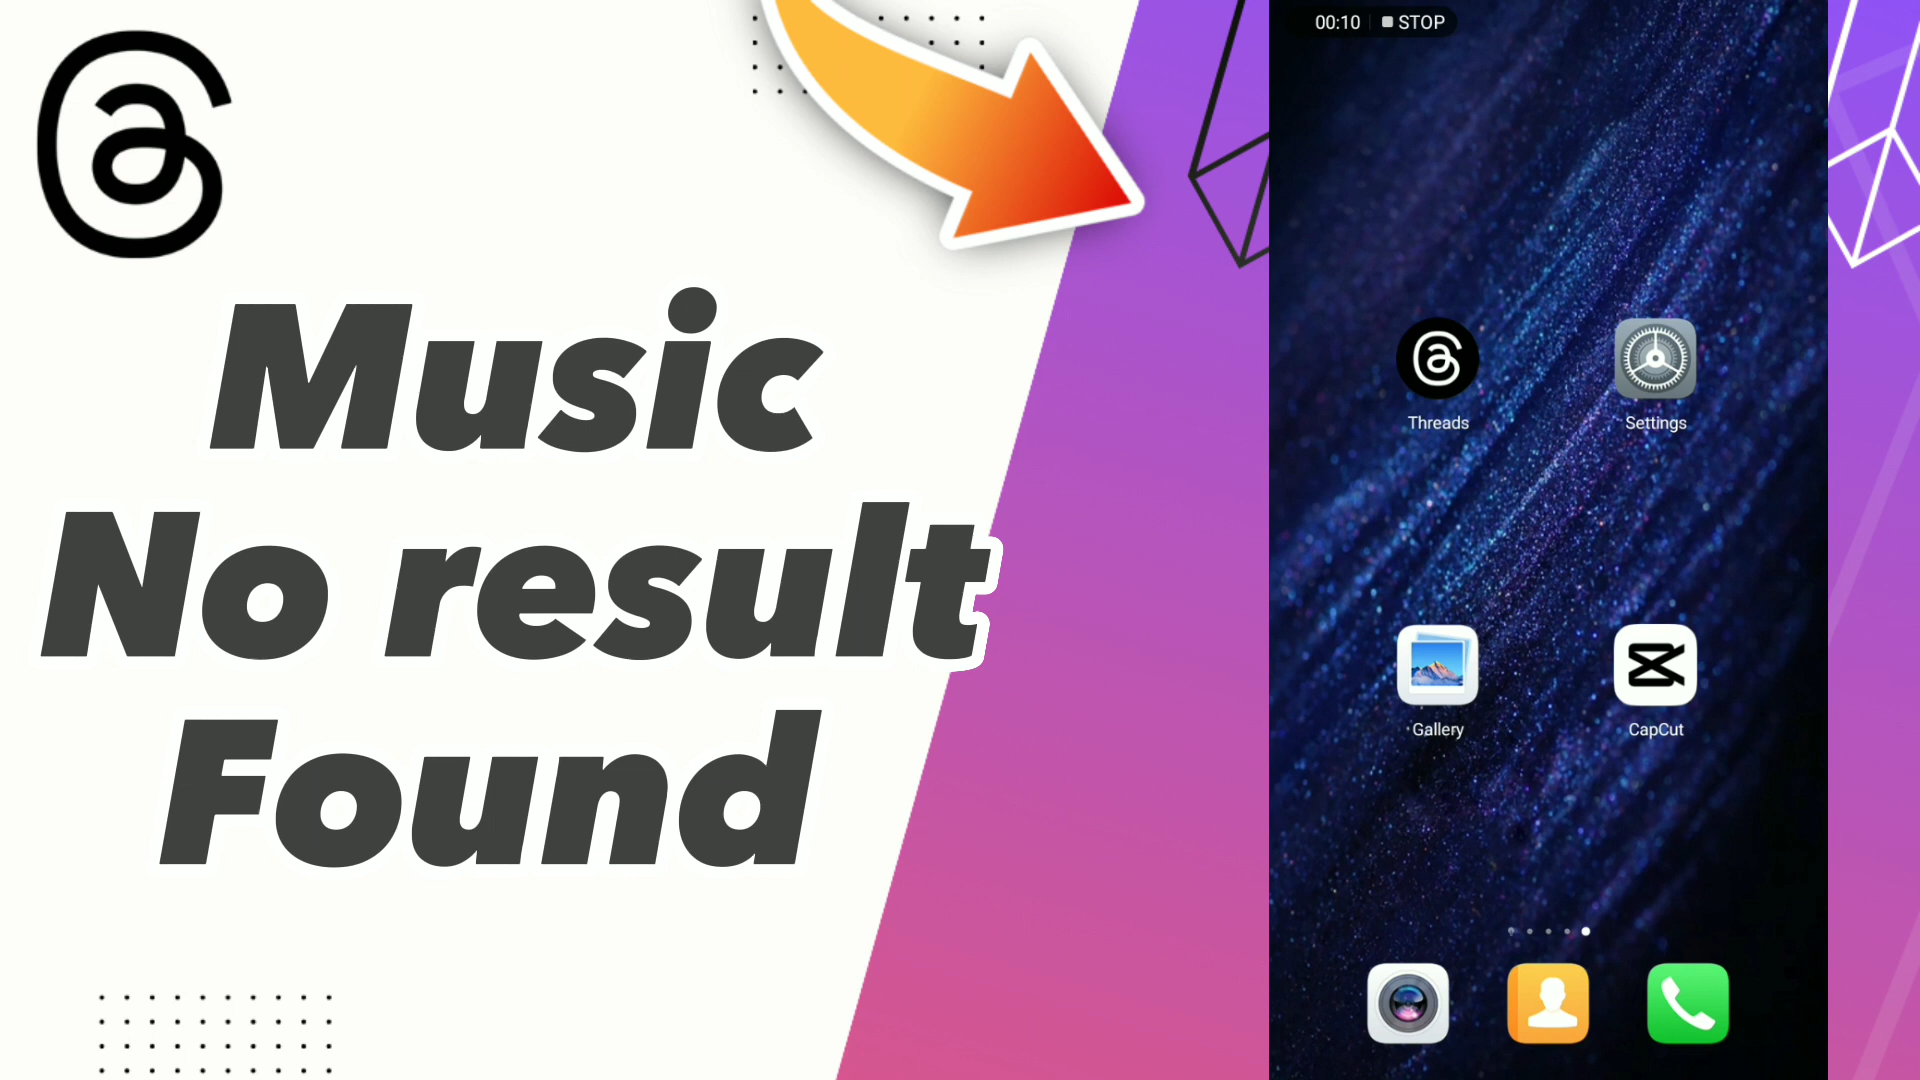 Music
No result
Found
00:10 STOP
Threads
Settings
Gallery
CapCut